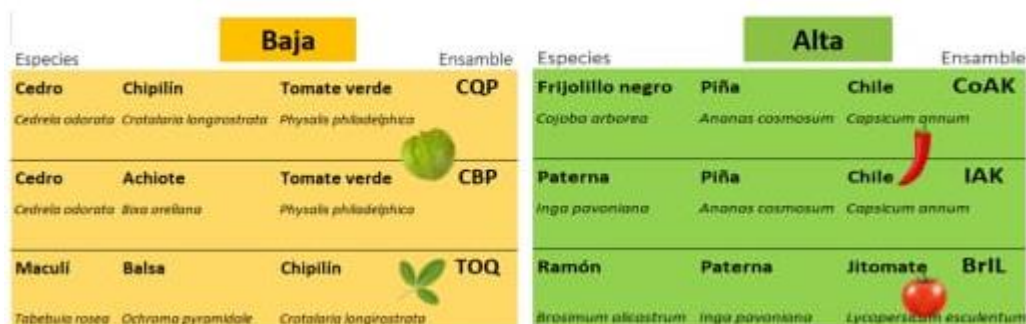 Baja
Especies Ensamble
Cedro Chipilín Tomate verde CQP
Cedrela odorata Crotalaria longirostrata Physalis philadelphica
Cedro Achiote Tomate verde CBP
Cedrela odorata Bixa orellana Physalis philadelphica
Maculí Balsa Chipilín TOQ
Tabebuia rosea Ochroma pyramidale Crotalaria longirostrata
Alta
Especies Ensamble
Frijolillo negro Piña Chile CoAK
Cojoba arborea Ananas cosmosum Capsicum annum
Paterna Piña Chile IAK
Inga pavoniana Ananas cosmosum Capsicum annum
Ramón Paterna Jitomate BrIL
Brosimum alicastrum Inga pavoniana Lycopersicum esculentum